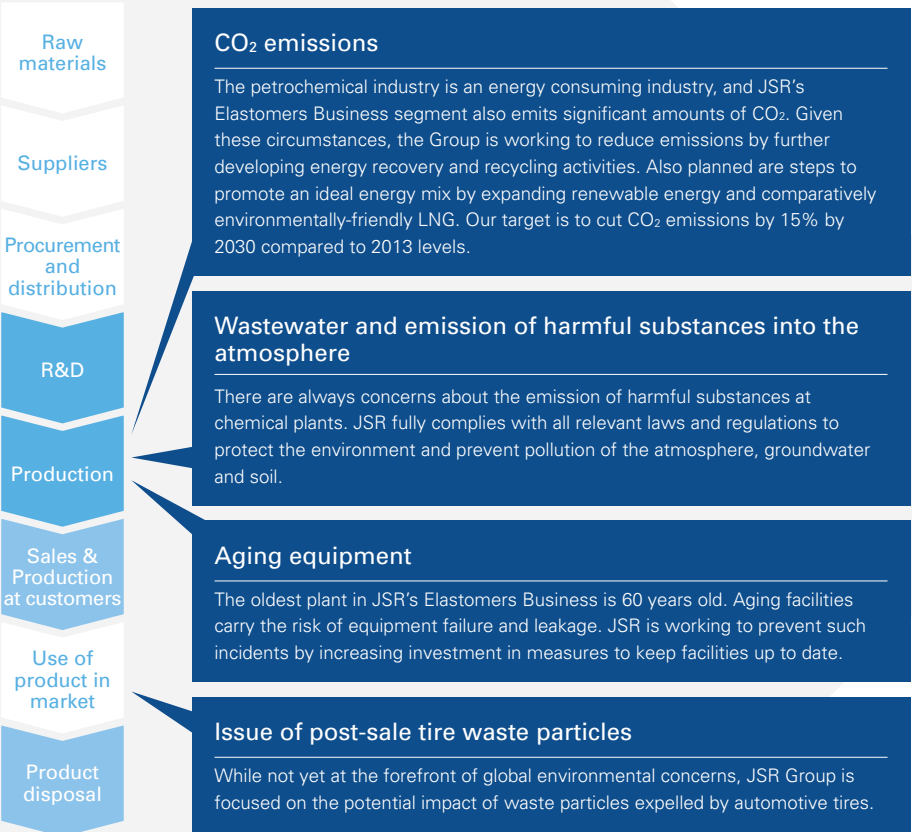 Raw
materials
Suppliers
Procurement
and
distribution
R&D
Production
Sales &
Production
at customers
Use of
product in
market
Product
disposal
CO₂ emissions
The petrochemical industry is an energy consuming industry, and JSR’s
Elastomers Business segment also emits significant amounts of CO₂. Given
these circumstances, the Group is working to reduce emissions by further
developing energy recovery and recycling activities. Also planned are steps to
promote an ideal energy mix by expanding renewable energy and comparatively
environmentally-friendly LNG. Our target is to cut CO₂ emissions by 15% by
2030 compared to 2013 levels.
Wastewater and emission of harmful substances into the
atmosphere
There are always concerns about the emission of harmful substances at
chemical plants. JSR fully complies with all relevant laws and regulations to
protect the environment and prevent pollution of the atmosphere, groundwater
and soil.
Aging equipment
The oldest plant in JSR’s Elastomers Business is 60 years old. Aging facilities
carry the risk of equipment failure and leakage. JSR is working to prevent such
incidents by increasing investment in measures to keep facilities up to date.
Issue of post-sale tire waste particles
While not yet at the forefront of global environmental concerns, JSR Group is
focused on the potential impact of waste particles expelled by automotive tires.